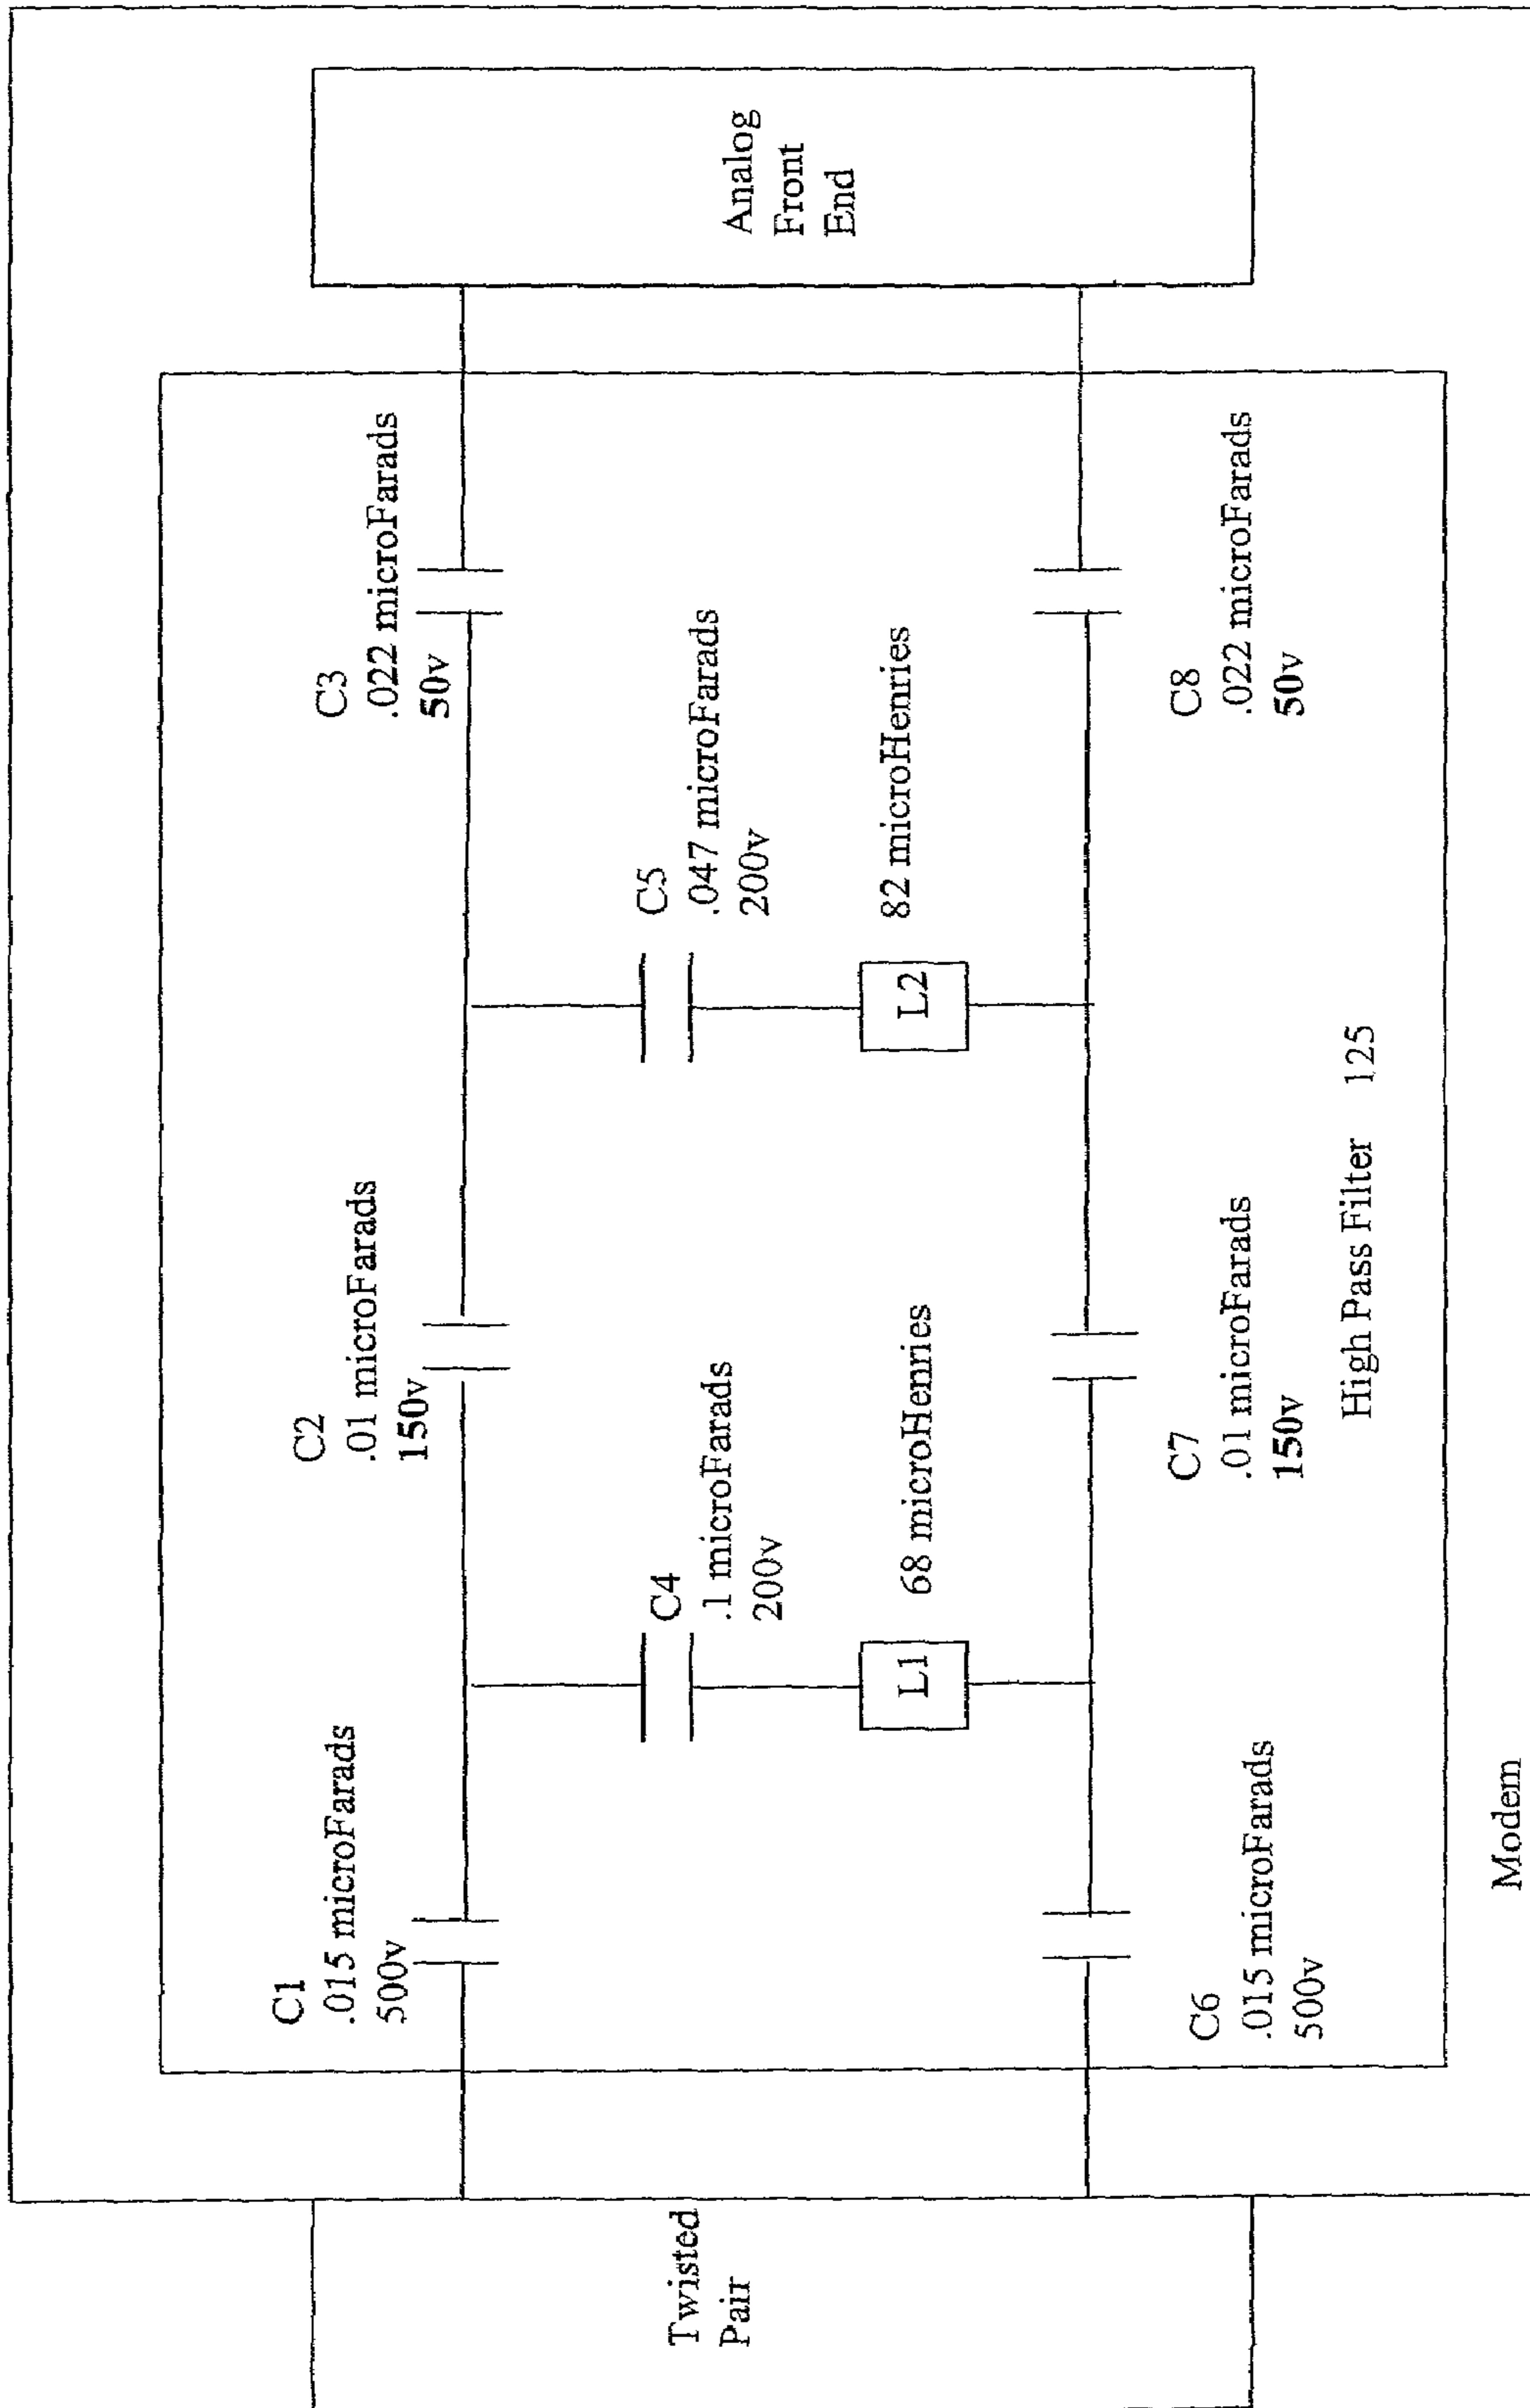 Twisted
Pair
C1
.015 microFarads
500v
C2
.01 microFarads
150v
C3
.022 microFarads
50v
C4
.1 microFarads
200v
L1
68 microHenries
C5
.047 microFarads
200v
L2
82 microHenries
Analog
Front
End
C6
.015 microFarads
500v
C7
.01 microFarads
150v
C8
.022 microFarads
50v
High Pass Filter 125
Modem